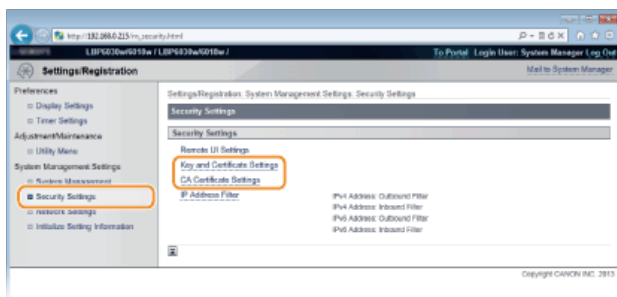 http://192.168.0.215/m_security.html
LBP6030w/6018w / LBP6030w/6018w /
To Portal Login User: System Manager Log Out
Settings/Registration
Mail to System Manager
Preferences
Display Settings
Timer Settings
Adjustment/Maintenance
Utility Menu
System Management Settings
System Management
Security Settings
Network Settings
Initialize Setting Information
Settings/Registration: System Management Settings: Security Settings
Security Settings
Security Settings
Remote UI Settings
Key and Certificate Settings
CA Certificate Settings
IP Address Filter
IPv4 Address: Outbound Filter
IPv4 Address: Inbound Filter
IPv6 Address: Outbound Filter
IPv6 Address: Inbound Filter
Copyright CANON INC. 2013